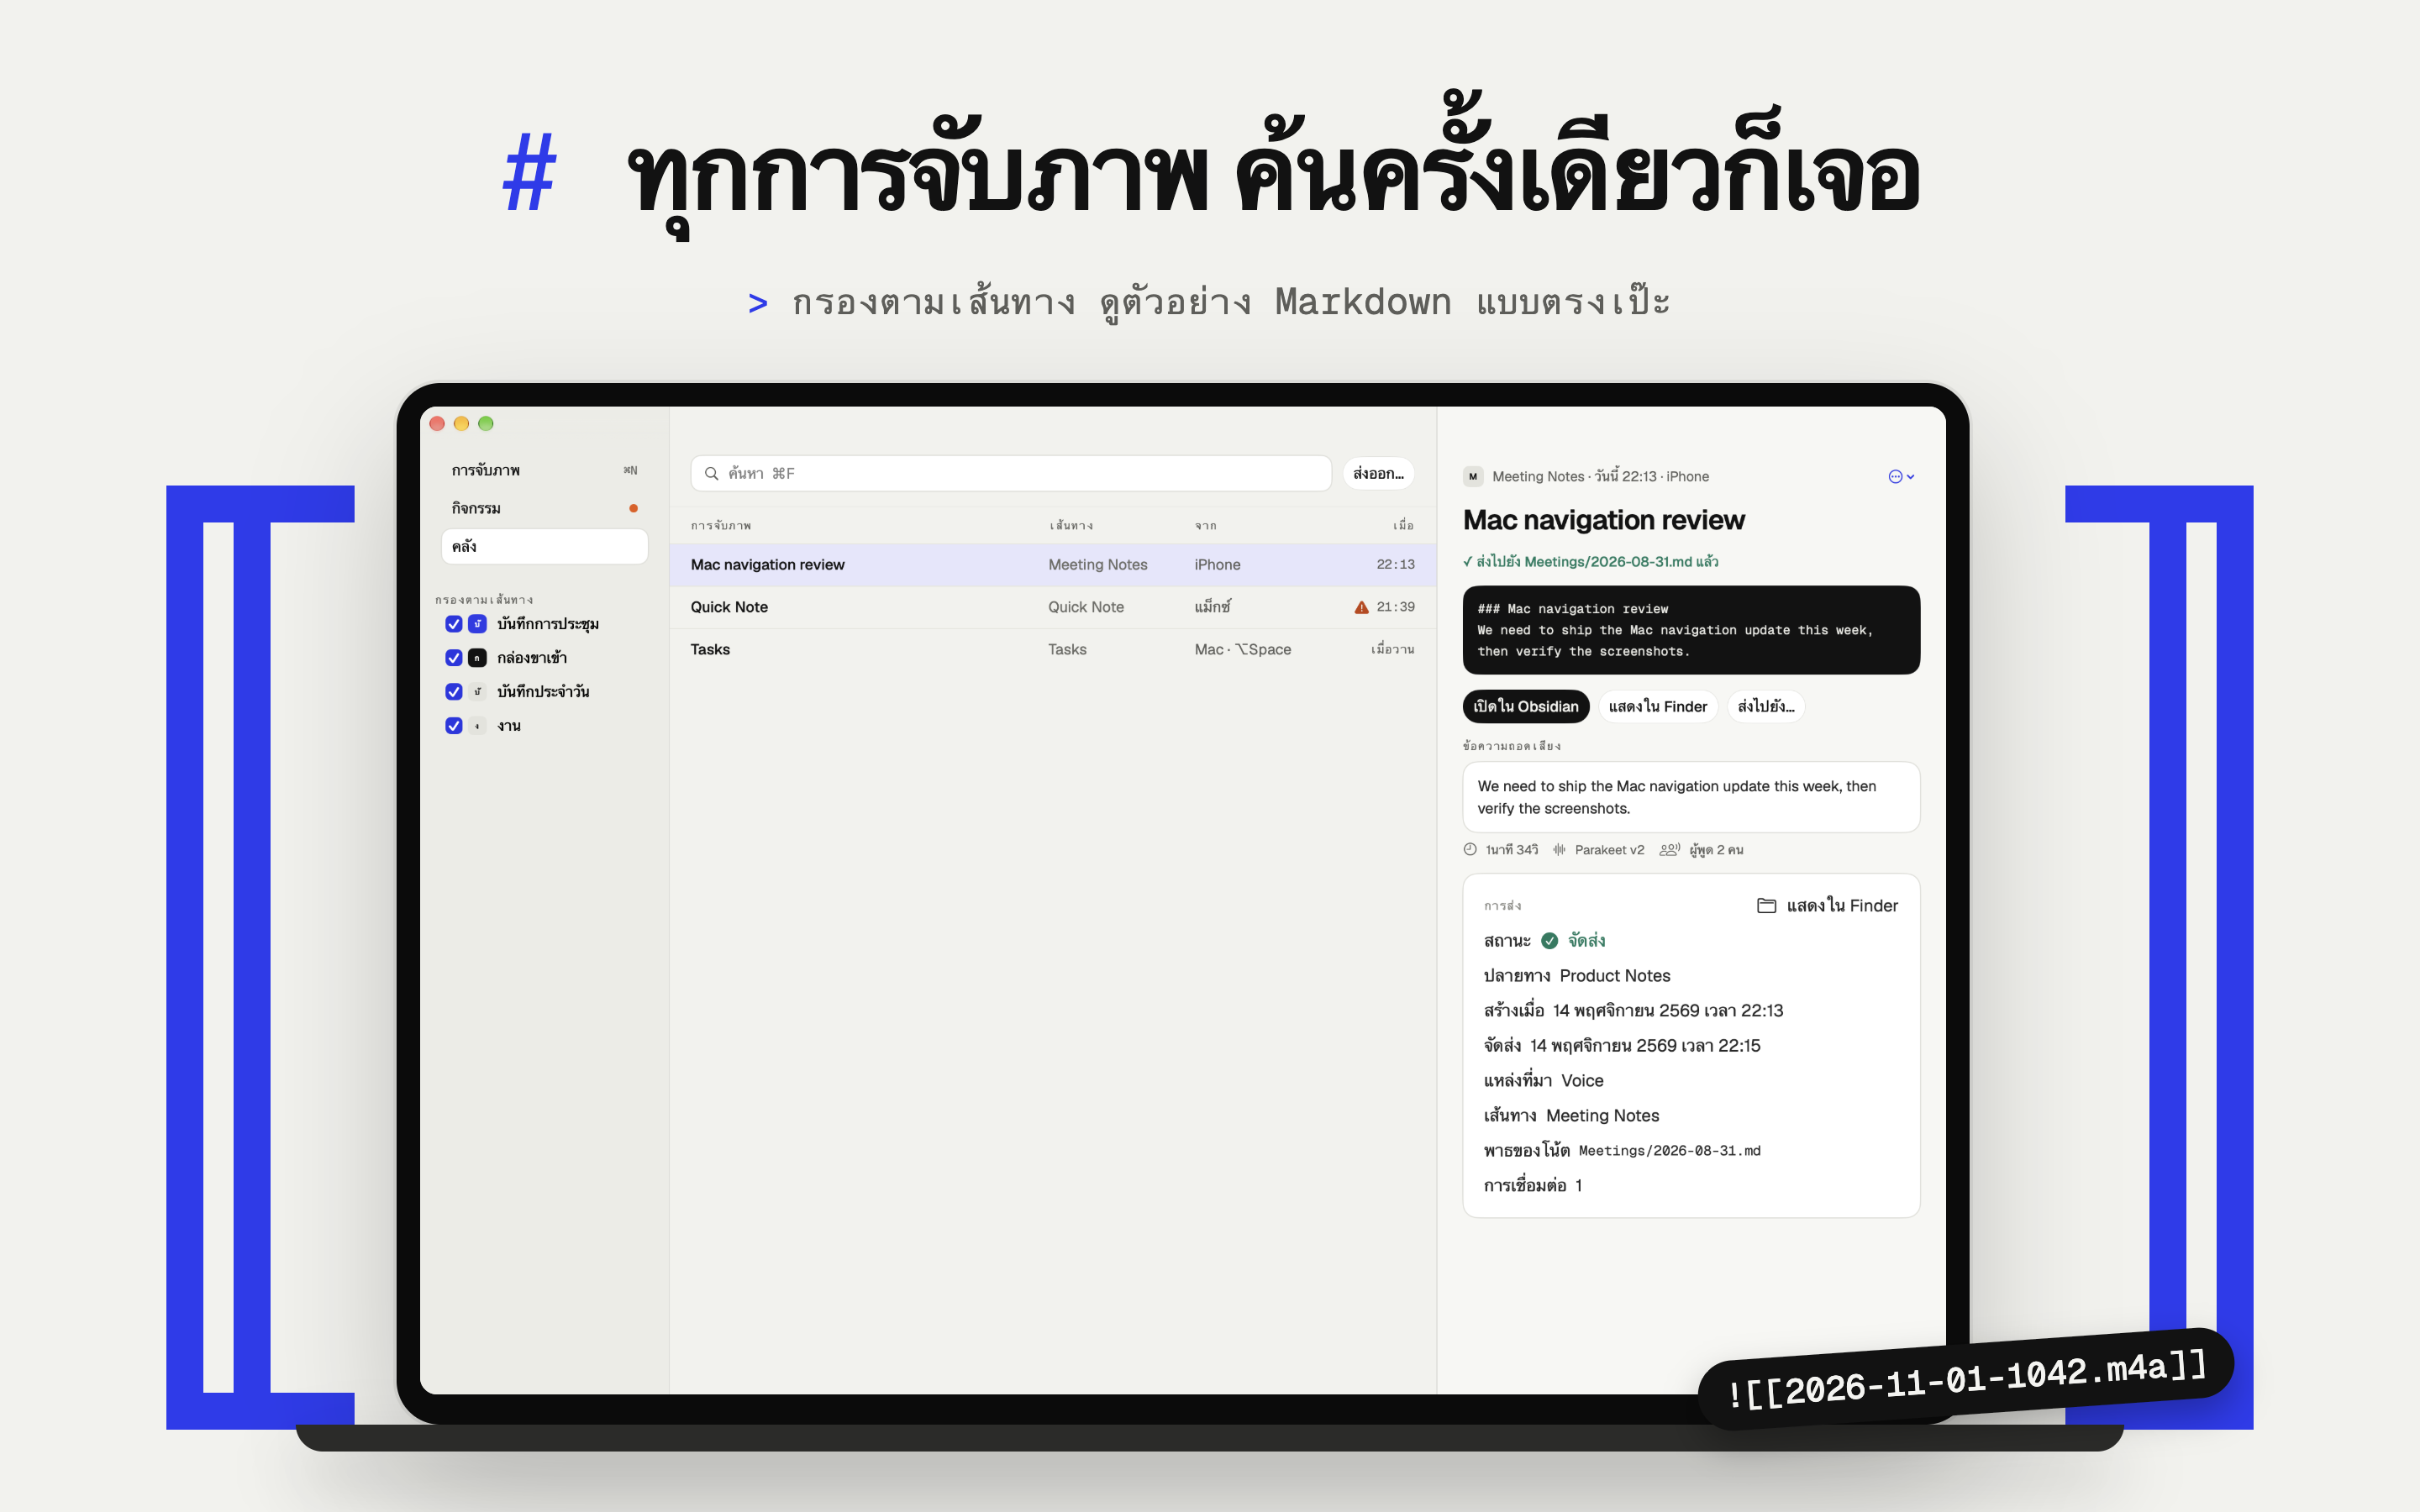 # ทุกการจับภาพ ค้นครั้งเดียวก็เจอ
> กรองตามเส้นทาง ดูตัวอย่าง Markdown แบบตรงเป๊ะ
การจับภาพ ⌘N
กิจกรรม
คลัง
กรองตามเส้นทาง
บั บันทึกการประชุม
ก กล่องขาเข้า
บั บันทึกประจำวัน
ง งาน
ค้นหา ⌘F
ส่งออก...
การจับภาพ เส้นทาง จาก เมื่อ
Mac navigation review Meeting Notes iPhone 22:13
Quick Note Quick Note แม็กซ์ 21:39
Tasks Tasks Mac · ⌥Space เมื่อวาน
M Meeting Notes · วันนี้ 22:13 · iPhone
Mac navigation review
✓ ส่งไปยัง Meetings/2026-08-31.md แล้ว
### Mac navigation review
We need to ship the Mac navigation update this week,
then verify the screenshots.
เปิดใน Obsidian แสดงใน Finder ส่งไปยัง...
ข้อความถอดเสียง
We need to ship the Mac navigation update this week, then
verify the screenshots.
1นาที 34วิ Parakeet v2 ผู้พูด 2 คน
การส่ง แสดงใน Finder
สถานะ จัดส่ง
ปลายทาง Product Notes
สร้างเมื่อ 14 พฤศจิกายน 2569 เวลา 22:13
จัดส่ง 14 พฤศจิกายน 2569 เวลา 22:15
แหล่งที่มา Voice
เส้นทาง Meeting Notes
พาธของโน้ต Meetings/2026-08-31.md
การเชื่อมต่อ 1
![[2026-11-01-1042.m4a]]